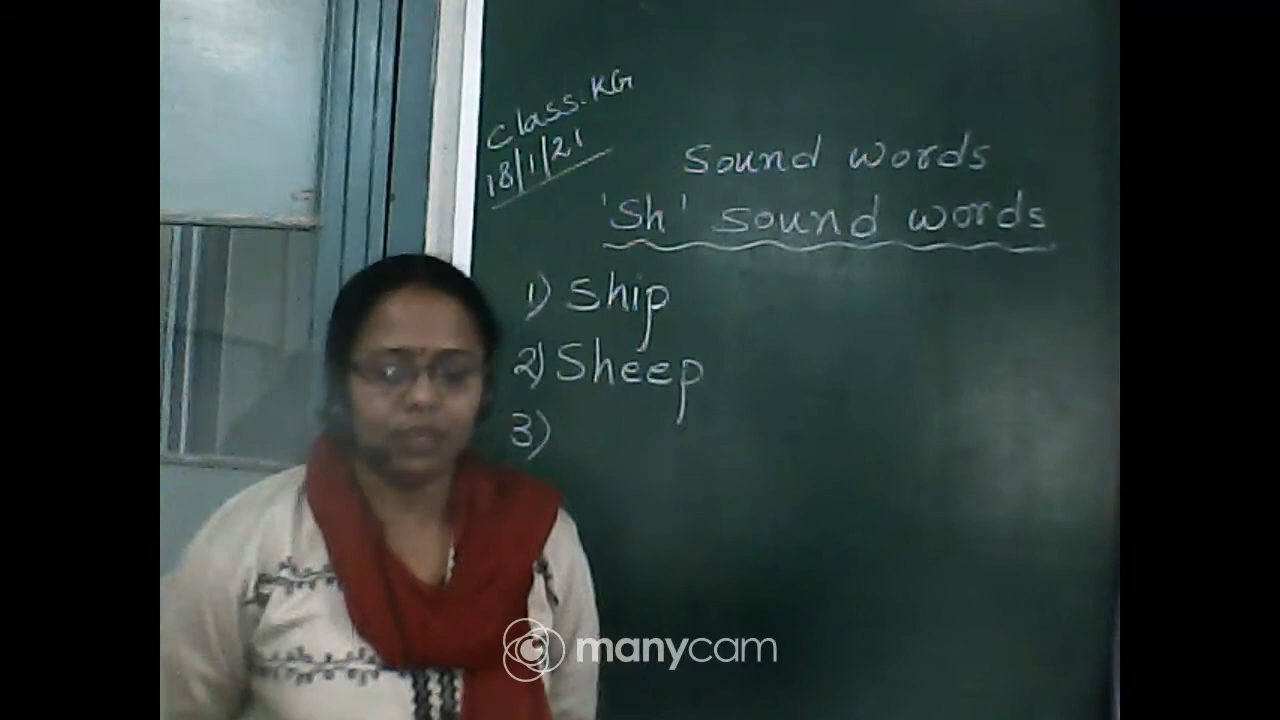 Class. KG
18/1/21
Sound words
'Sh' sound words
1) Ship
2) Sheep
3)
manycam